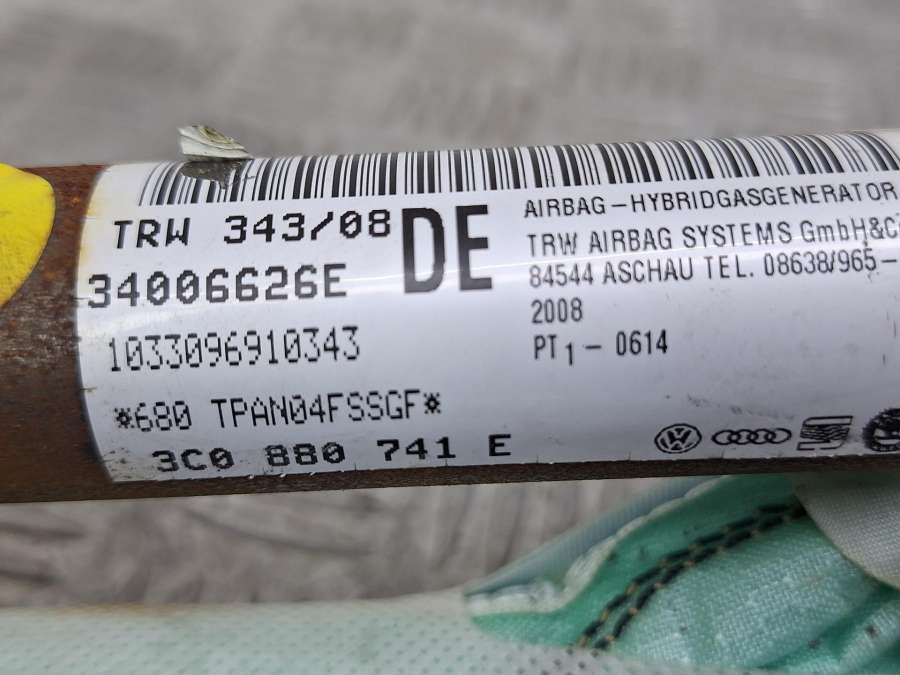 TRW 343/08
34006626E
DE
1033096910343
*680 TPAN04FSSGF*
3C0 880 741 E
AIRBAG-HYBRIDGASGENERATOR
TRW AIRBAG SYSTEMS GmbH&C
84544 ASCHAU TEL. 08638/965-
2008
PT1-0614